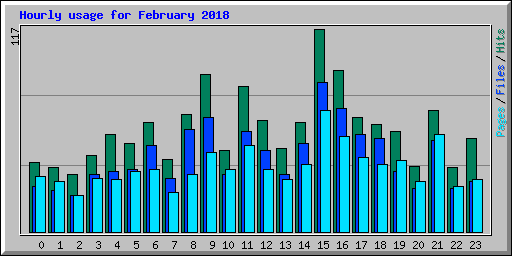 Hourly usage for February 2018
117
Pages/Files/Hits
0 1 2 3 4 5 6 7 8 9 10 11 12 13 14 15 16 17 18 19 20 21 22 23